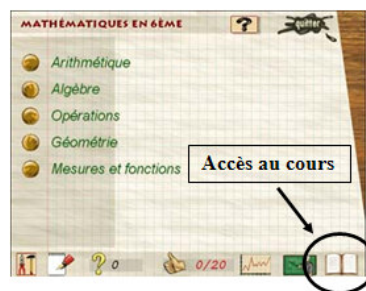 MATHÉMATIQUES EN 6ÈME ? quitter
Arithmétique
Algèbre
Opérations
Géométrie
Mesures et fonctions
Accès au cours
? 0 0/20